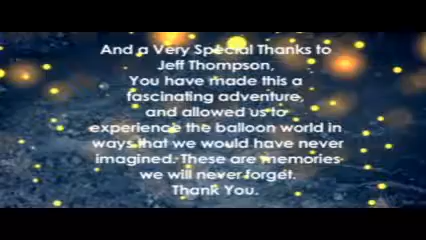 And a Very Special Thanks to
Jeff Thompson,
You have made this a
fascinating adventure,
and allowed us to
experience the balloon world in
ways that we would have never
imagined. These are memories
we will never forget.
Thank You.